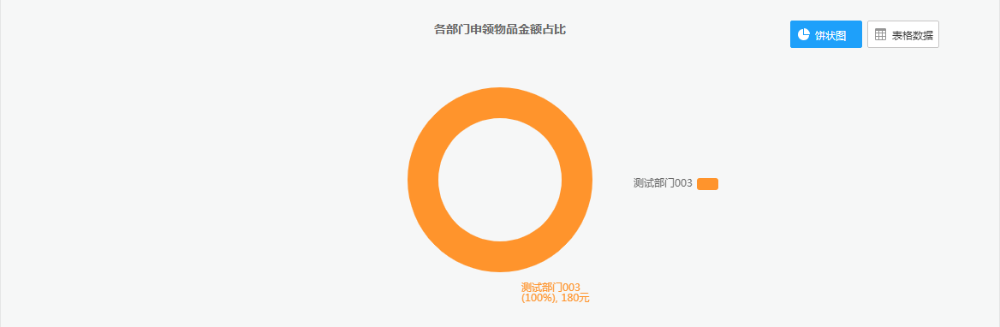 各部门申领物品金额占比
饼状图
表格数据
测试部门003
测试部门003
(100%), 180元